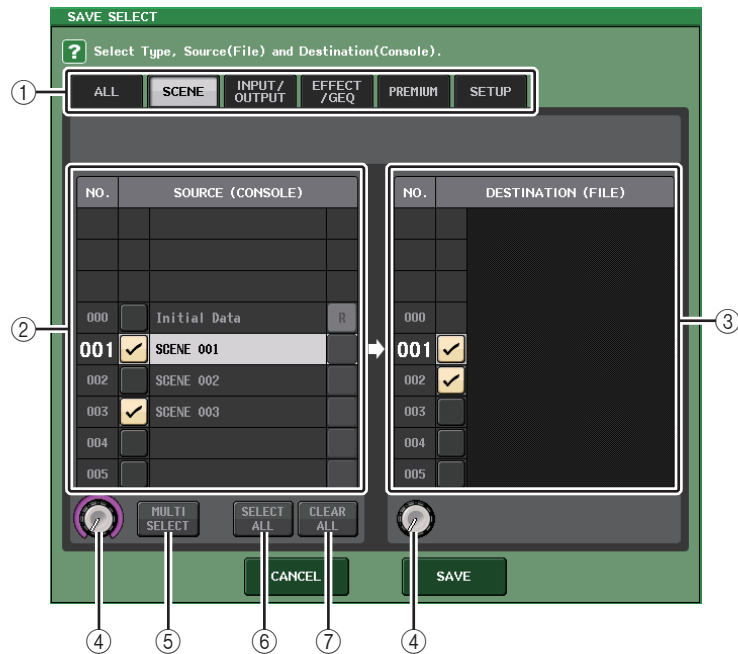 SAVE SELECT
? Select Type, Source(File) and Destination(Console).
① ALL SCENE INPUT/ OUTPUT EFFECT /GEQ PREMIUM SETUP
NO. SOURCE (CONSOLE) NO. DESTINATION (FILE)
000 Initial Data R 000
② ③
001 SCENE 001 001
002 SCENE 002 002
003 SCENE 003 003
004 004
005 005
MULTI SELECT SELECT ALL CLEAR ALL
CANCEL SAVE
④ ⑤ ⑥ ⑦ ④